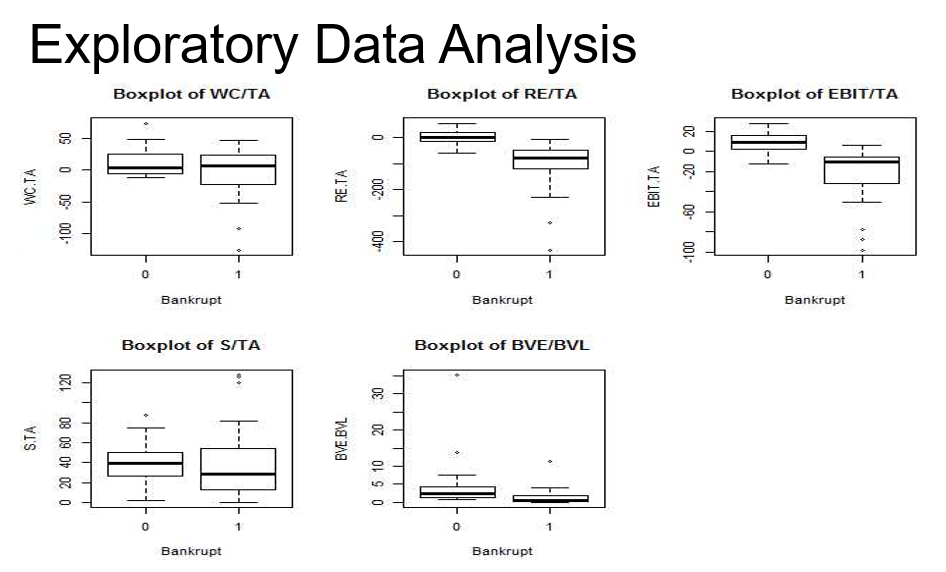 Exploratory Data Analysis
Boxplot of WC/TA
WC.TA
50
0
-50
-100
0 1
Bankrupt
Boxplot of RE/TA
RE.TA
0
-200
-400
0 1
Bankrupt
Boxplot of EBIT/TA
EBIT.TA
20
0
-20
-60
-100
0 1
Bankrupt
Boxplot of S/TA
S.TA
120
80
60
40
20
0
0 1
Bankrupt
Boxplot of BVE/BVL
BVE.BVL
30
20
10
5
0
0 1
Bankrupt